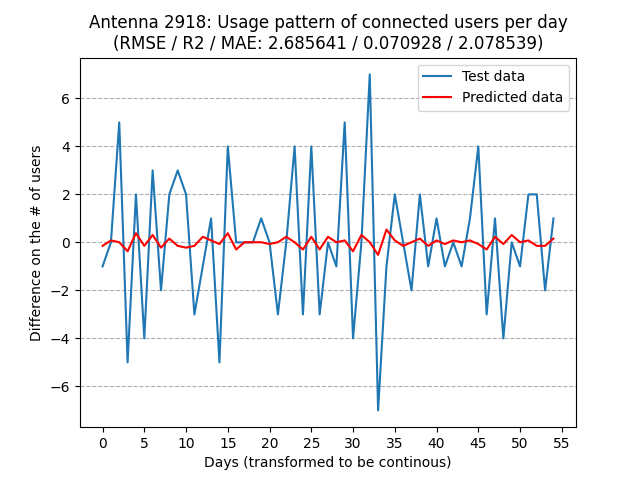 Antenna 2918: Usage pattern of connected users per day
(RMSE / R2 / MAE: 2.685641 / 0.070928 / 2.078539)
Test data
Predicted data
Difference on the # of users
6
4
2
0
−2
−4
−6
0 5 10 15 20 25 30 35 40 45 50 55
Days (transformed to be continous)